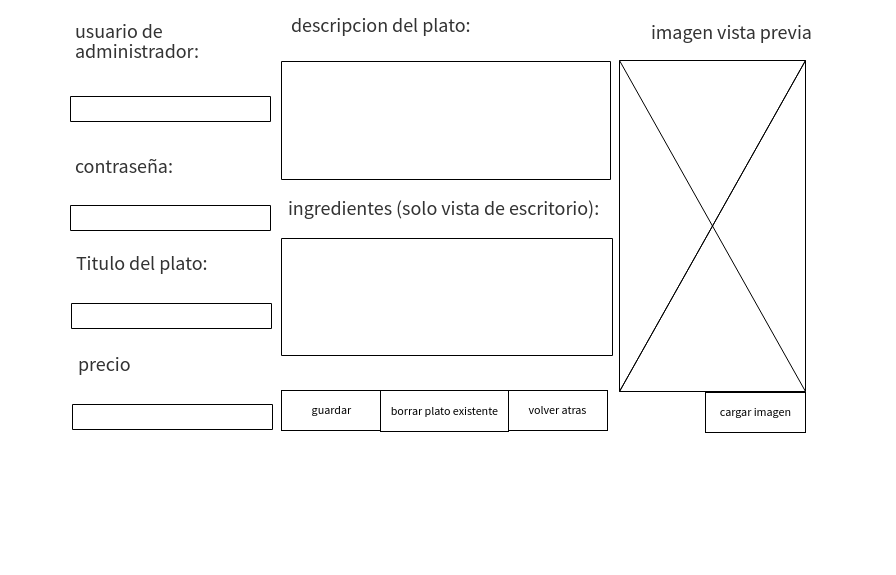 usuario de
administrador:
contraseña:
Titulo del plato:
precio
descripcion del plato:
ingredientes (solo vista de escritorio):
guardar
borrar plato existente
volver atras
imagen vista previa
cargar imagen